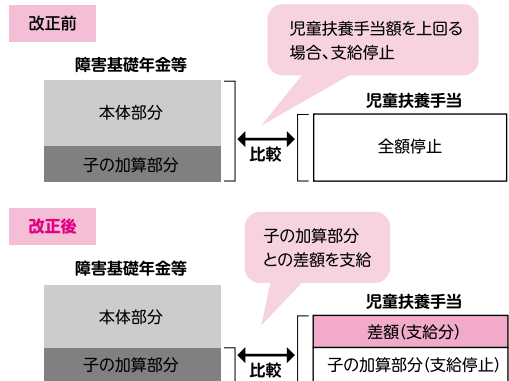 改正前
児童扶養手当額を上回る
場合、支給停止
障害基礎年金等
本体部分
子の加算部分
比較
児童扶養手当
全額停止
改正後
子の加算部分
との差額を支給
障害基礎年金等
本体部分
子の加算部分
比較
児童扶養手当
差額(支給分)
子の加算部分(支給停止)